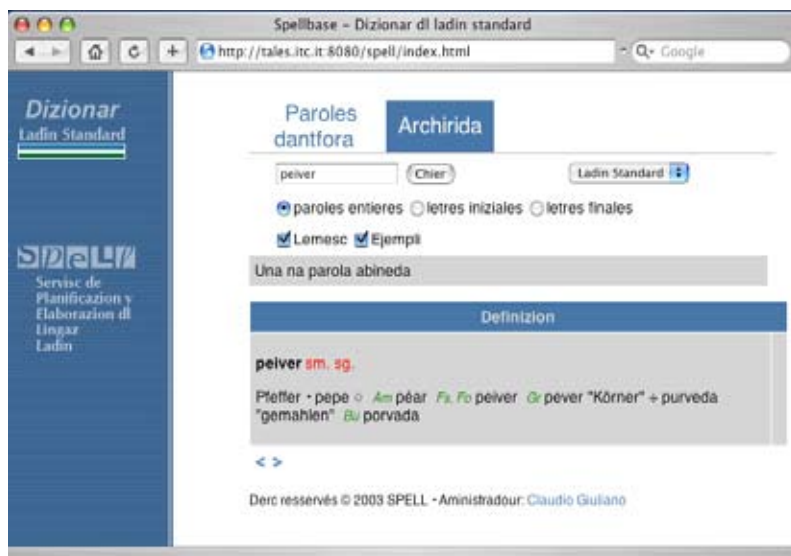 Spellbase – Dizionar dl ladin standard
http://tales.itc.it:8080/spell/index.html
Google
Dizionar
Ladin Standard
Paroles
dantfora
Archirida
peiver
Chier
Ladin Standard
paroles entieres
letres iniziales
letres finales
Lemesc
Ejempli
Una na parola abineda
SPELL
Servisc de
Planificazion y
Elaborazion dl
Lingaz
Ladin
Definizion
peiver sm. sg.
Pfeffer • pepe ○ Am pêar Fs, Fo peiver Gr pever "Körner" ÷ purveda
"gemahlen" Bu porvada
< >
Derc resservés © 2003 SPELL • Aministradour: Claudio Giuliano